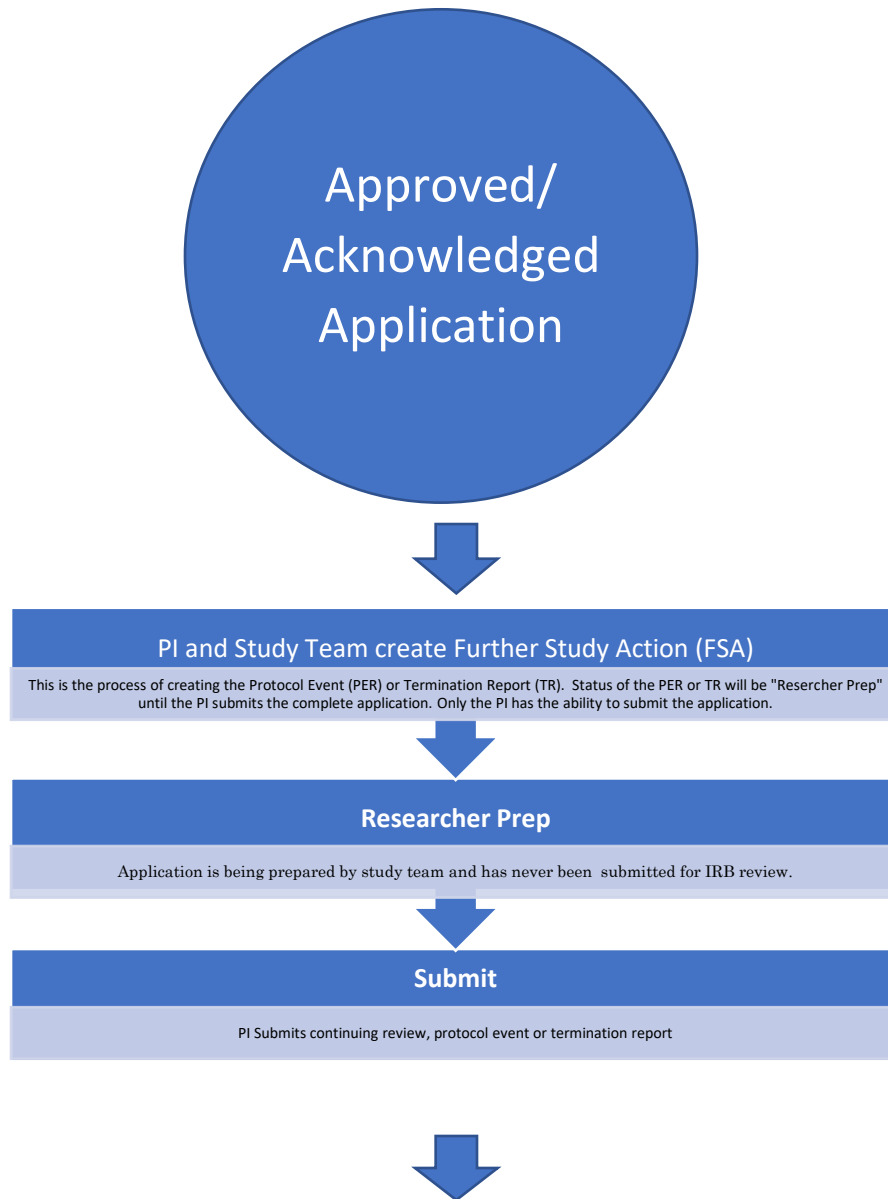 Approved/
Acknowledged
Application
PI and Study Team create Further Study Action (FSA)
This is the process of creating the Protocol Event (PER) or Termination Report (TR).  Status of the PER or TR will be "Resercher Prep"
until the PI submits the complete application. Only the PI has the ability to submit the application.
Researcher Prep
Application is being prepared by study team and has never been  submitted for IRB review.
Submit
PI Submits continuing review, protocol event or termination report